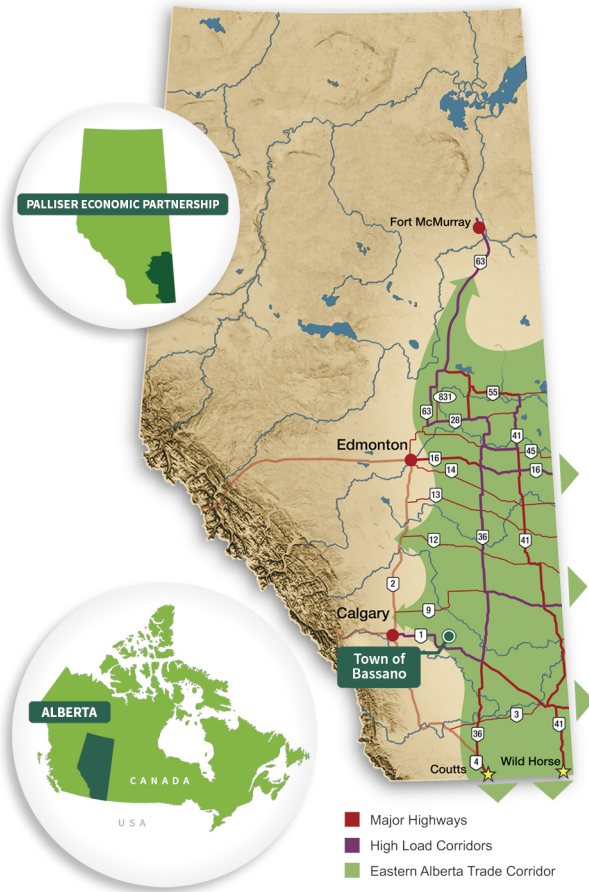 PALLISER ECONOMIC PARTNERSHIP
Fort McMurray
63
55
831
63
28
41
45
Edmonton
16
16
14
13
36
41
12
2
9
Calgary
1
Town of
Bassano
3
41
36
4
Coutts
Wild Horse
ALBERTA
CANADA
USA
Major Highways
High Load Corridors
Eastern Alberta Trade Corridor